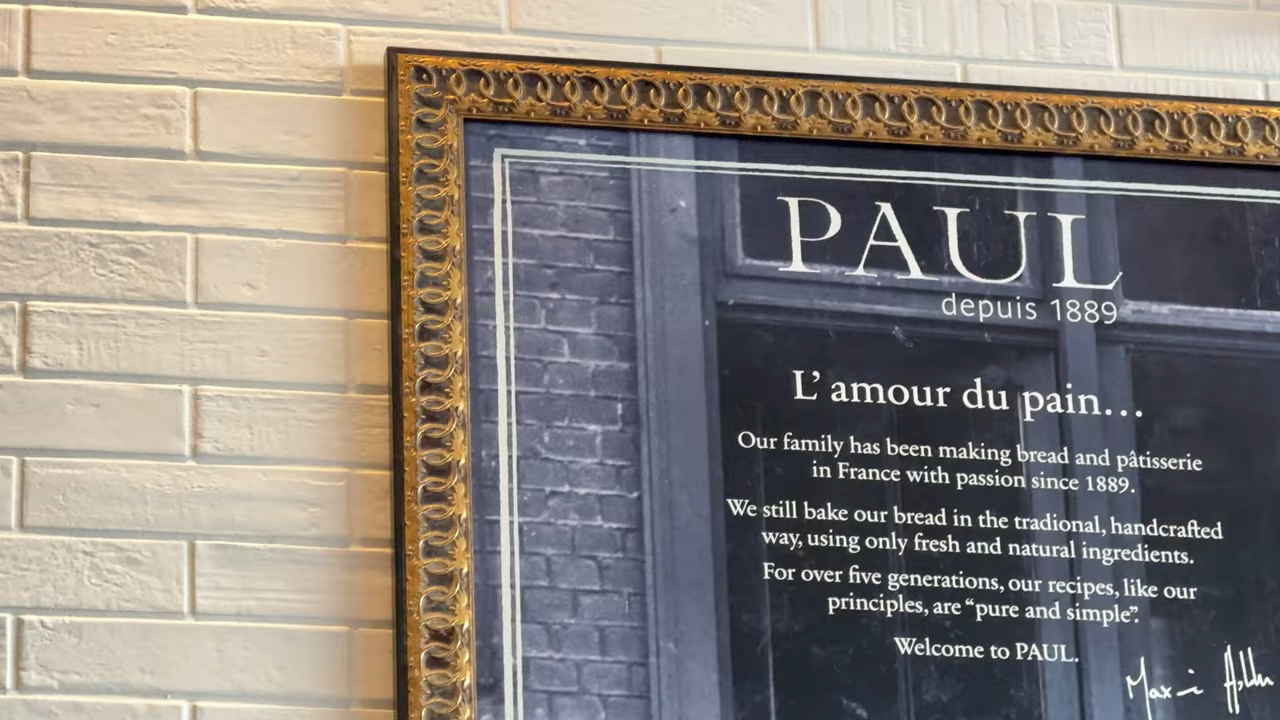 PAUL
depuis 1889
L' amour du pain...
Our family has been making bread and pâtisserie
in France with passion since 1889.
We still bake our bread in the tradional, handcrafted
way, using only fresh and natural ingredients.
For over five generations, our recipes, like our
principles, are “pure and simple”.
Welcome to PAUL.